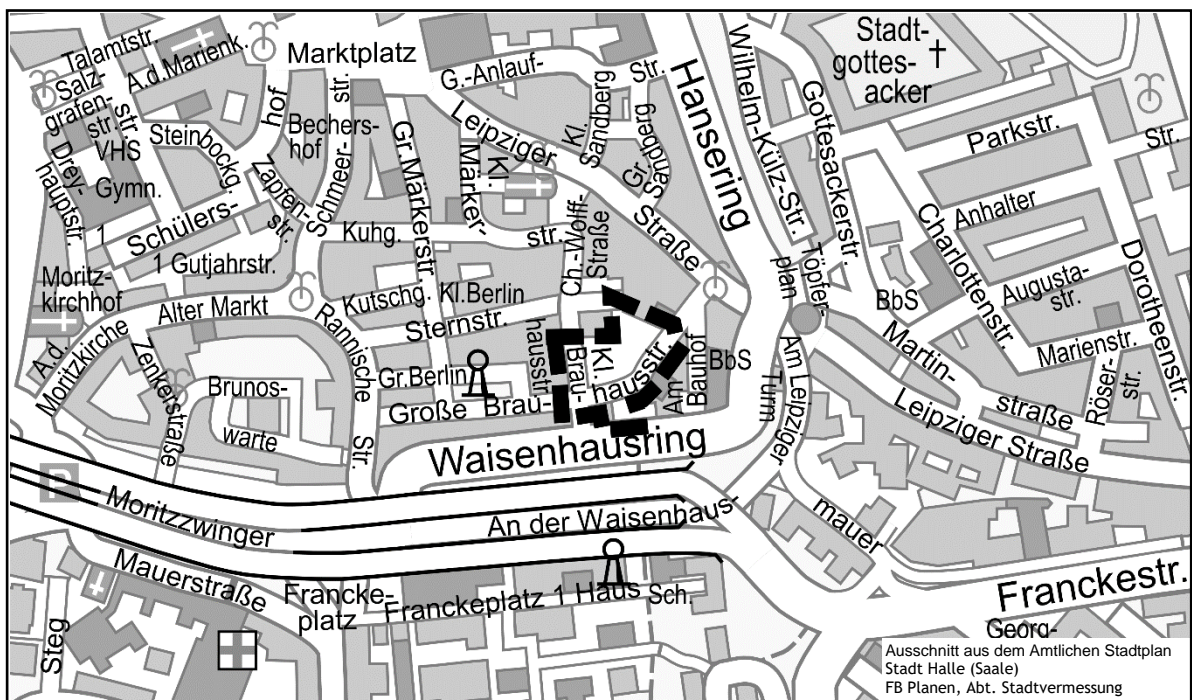 Talamtstr.
A.d.Marienk.
Salz-
grafen-
str.
str.
Marktplatz
G.-Anlauf-
Str.
Hansering
Wilhelm-Külz-Str.
Gottesackerstr.
Stadt-
gottes-
acker
Parkstr.
Str.
VHS
Gymn.
Steinbockg.
hof
Bechers-
hof
Schmeer-
str.
Gr.Märkerstr.
Kl.
Märker-
str.
Leipziger
Straße
Kl.
Sandberg
Gr.
Sandberg
Drey-
hauptstr.
1
Schülers-
Zapfen-
str.
Kuhg.
Ch.-Wolff-
Straße
Anhalter
Charlottenstr.
Augusta-
str.
Dorotheenstr.
Töpfer-
plan
BbS
Moritz-
kirchhof
1 Gutjahrstr.
Alter Markt
A.d.
Moritzkirche
Zenkerstraße
Brunos-
warte
Rannische
Str.
Kutschg.
Kl.Berlin
Sternstr.
Gr.Berlin
Große Brau-
hausstr.
Kl.
Brau-
hausstr.
Am
Bauhof
BbS
Am Leipziger
Turm
Martin-
straße
Marienstr.
Röser-
str.
Leipziger Straße
Waisenhausring
P
Moritzzwinger
An der Waisenhaus-
mauer
Mauerstraße
Francke-
platz
Franckeplatz 1 Haus
Sch.
Franckestr.
Georg-
Steg
Ausschnitt aus dem Amtlichen Stadtplan
Stadt Halle (Saale)
FB Planen, Abt. Stadtvermessung